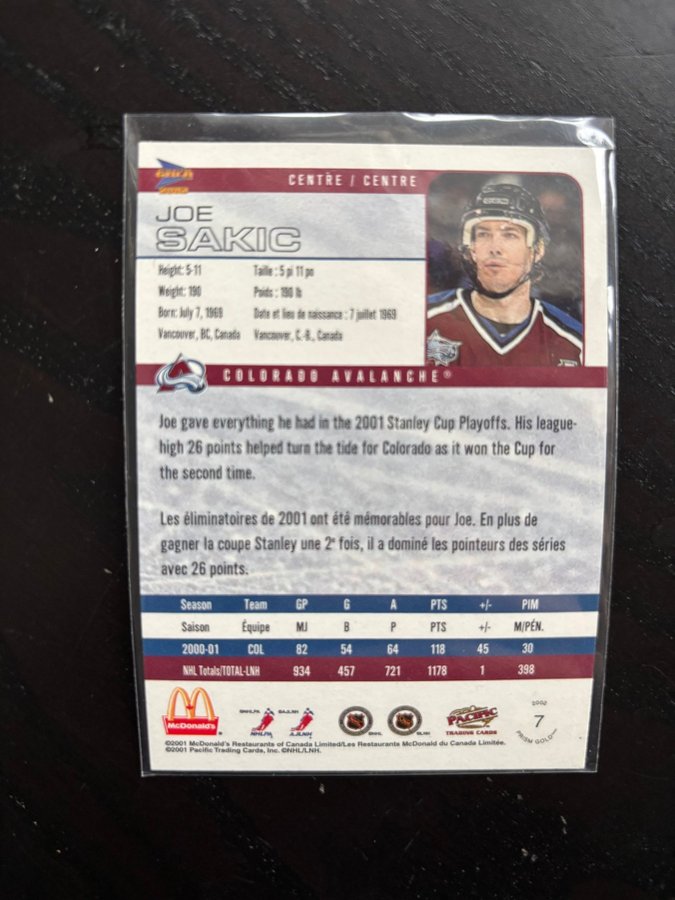 CENTRE / CENTRE
JOE
SAKIC
Height: 5-11 Taille : 5 pi 11 po
Weight: 190 Poids : 190 lb
Born: July 7, 1969 Date et lieu de naissance : 7 juillet 1969
Vancouver, BC, Canada Vancouver, C.-B., Canada
COLORADO AVALANCHE®
Joe gave everything he had in the 2001 Stanley Cup Playoffs. His league-
high 26 points helped turn the tide for Colorado as it won the Cup for
the second time.
Les éliminatoires de 2001 ont été mémorables pour Joe. En plus de
gagner la coupe Stanley une 2e fois, il a dominé les pointeurs des séries
avec 26 points.
Season Team GP G A PTS +/- PIM
Saison Équipe MJ B P PTS +/- M/PÉN.
2000-01 COL 82 54 64 118 45 30
NHL Totals/TOTAL-LNH 934 457 721 1178 1 398
McDonald's
NHLPA AJLNH
PACIFIC
TRADING CARDS
2002
7
PRISM GOLD
©2001 McDonald's Restaurants of Canada Limited/Les Restaurants McDonald du Canada Limitée.
©2001 Pacific Trading Cards, Inc. ©NHL/LNH.